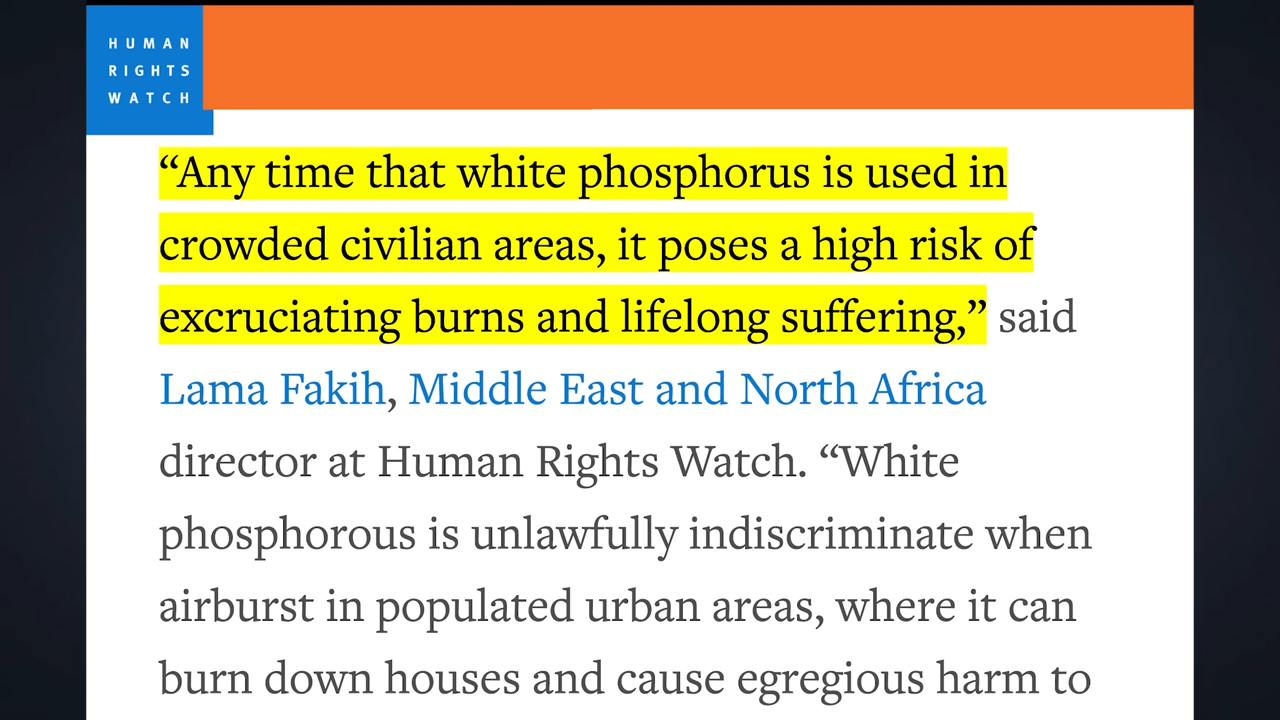 HUMAN
RIGHTS
WATCH
“Any time that white phosphorus is used in
crowded civilian areas, it poses a high risk of
excruciating burns and lifelong suffering,” said
Lama Fakih, Middle East and North Africa
director at Human Rights Watch. “White
phosphorous is unlawfully indiscriminate when
airburst in populated urban areas, where it can
burn down houses and cause egregious harm to